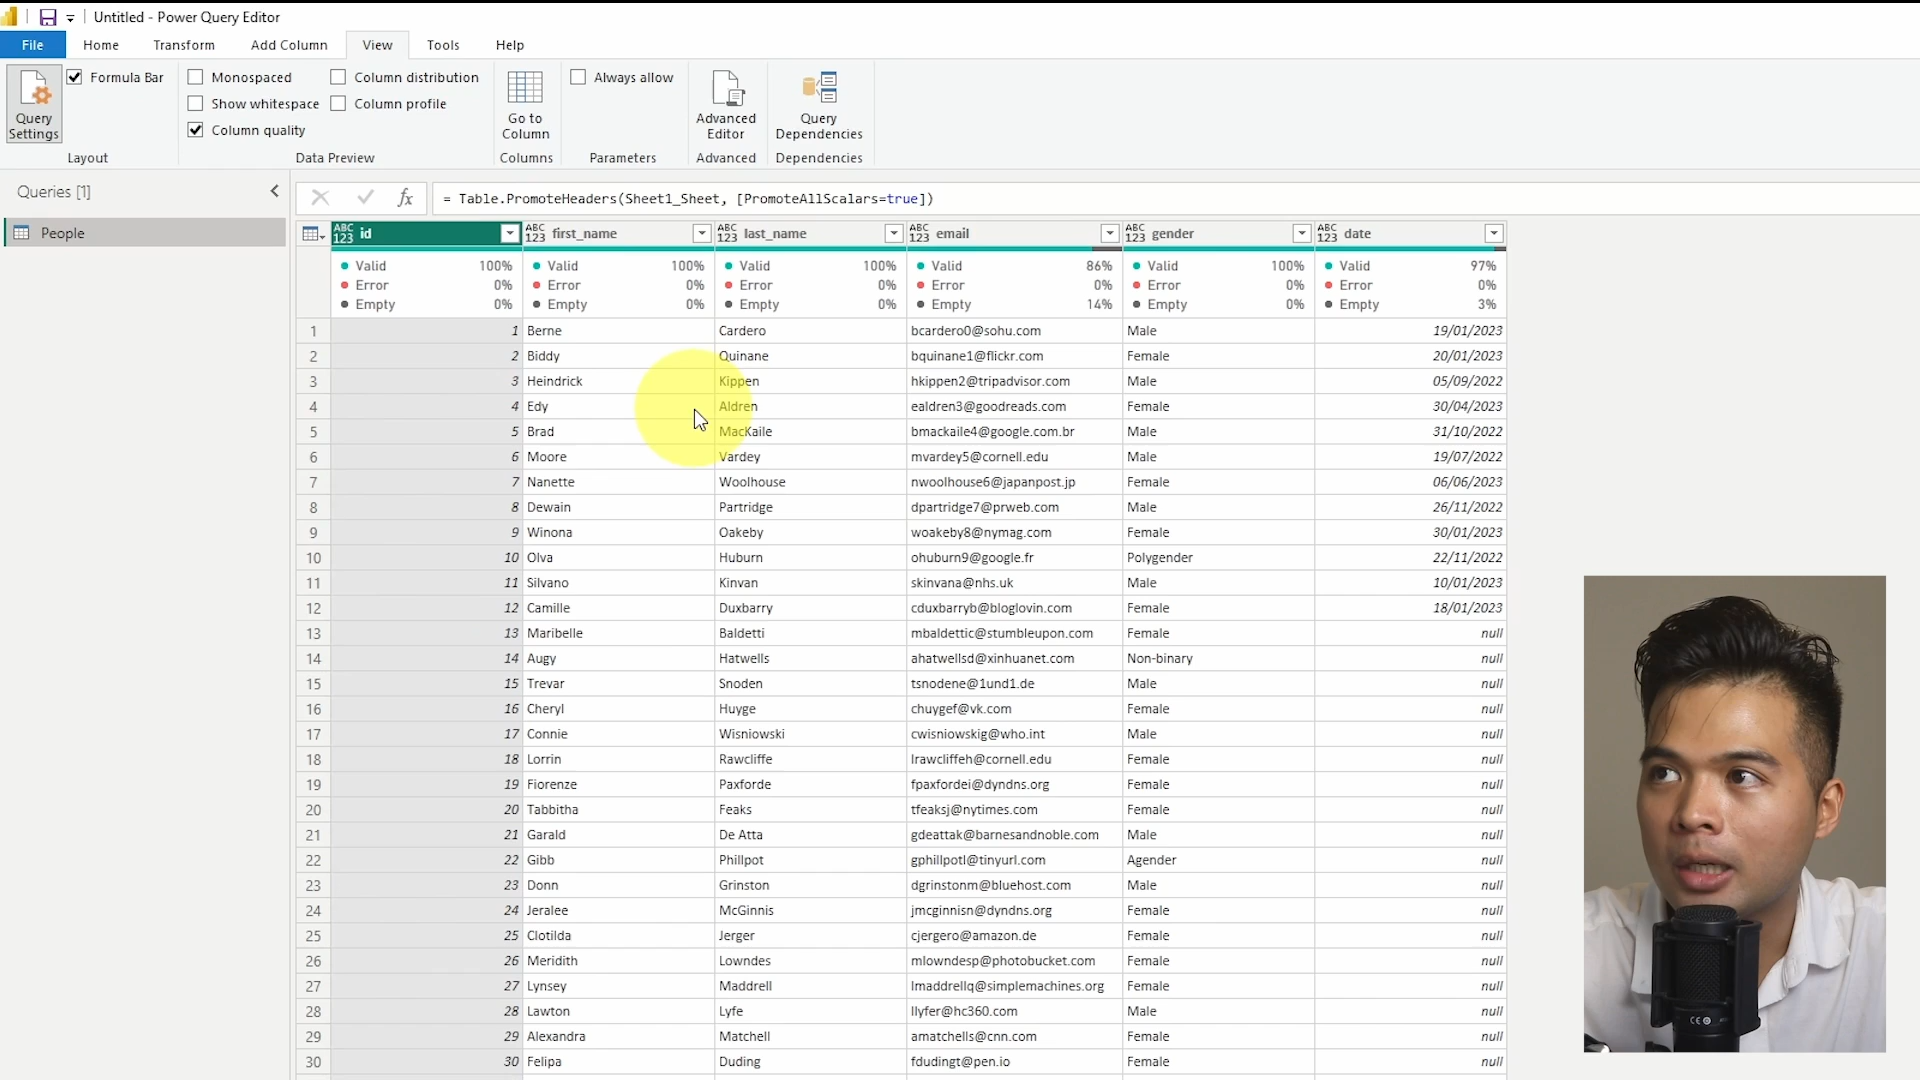 Untitled - Power Query Editor
File Home Transform Add Column View Tools Help
Query Settings
Formula Bar
Layout
Monospaced
Show whitespace
Column quality
Column distribution
Column profile
Data Preview
Go to Column
Columns
Always allow
Parameters
Advanced Editor
Advanced
Query Dependencies
Dependencies
Queries [1]
People
fx = Table.PromoteHeaders(Sheet1_Sheet, [PromoteAllScalars=true])
ABC 123 id ABC 123 first_name ABC 123 last_name ABC 123 email ABC 123 gender ABC 123 date
Valid 100% Valid 100% Valid 100% Valid 86% Valid 100% Valid 97%
Error 0% Error 0% Error 0% Error 0% Error 0% Error 0%
Empty 0% Empty 0% Empty 0% Empty 14% Empty 0% Empty 3%
1 1 Berne Cardero bcardero0@sohu.com Male 19/01/2023
2 2 Biddy Quinane bquinane1@flickr.com Female 20/01/2023
3 3 Heindrick Kippen hkippen2@tripadvisor.com Male 05/09/2022
4 4 Edy Aldren ealdren3@goodreads.com Female 30/04/2023
5 5 Brad MacKaile bmackaile4@google.com.br Male 31/10/2022
6 6 Moore Vardey mvardey5@cornell.edu Male 19/07/2022
7 7 Nanette Woolhouse nwoolhouse6@japanpost.jp Female 06/06/2023
8 8 Dewain Partridge dpartridge7@prweb.com Male 26/11/2022
9 9 Winona Oakeby woakeby8@nymag.com Female 30/01/2023
10 10 Olva Huburn ohuburn9@google.fr Polygender 22/11/2022
11 11 Silvano Kinvan skinvana@nhs.uk Male 10/01/2023
12 12 Camille Duxbarry cduxbarryb@bloglovin.com Female 18/01/2023
13 13 Maribelle Baldetti mbaldettic@stumbleupon.com Female null
14 14 Augy Hatwells ahatwellsd@xinhuanet.com Non-binary null
15 15 Trevar Snoden tsnodene@1und1.de Male null
16 16 Cheryl Huyge chuygef@vk.com Female null
17 17 Connie Wisniowski cwisniowskig@who.int Male null
18 18 Lorrin Rawcliffe lrawcliffeh@cornell.edu Female null
19 19 Fiorenze Paxforde fpaxfordei@dyndns.org Female null
20 20 Tabbitha Feaks tfeaksj@nytimes.com Female null
21 21 Garald De Atta gdeattak@barnesandnoble.com Male null
22 22 Gibb Phillpot gphillpotl@tinyurl.com Agender null
23 23 Donn Grinston dgrinstonm@bluehost.com Male null
24 24 Jeralee McGinnis jmcginnisn@dyndns.org Female null
25 25 Clotilda Jerger cjergero@amazon.de Female null
26 26 Meridith Lowndes mlowndesp@photobucket.com Female null
27 27 Lynsey Maddrell lmaddrellq@simplemachines.org Female null
28 28 Lawton Lyfe llyfer@hc360.com Male null
29 29 Alexandra Matchell amatchells@cnn.com Female null
30 30 Felipa Duding fdudingt@pen.io Female null